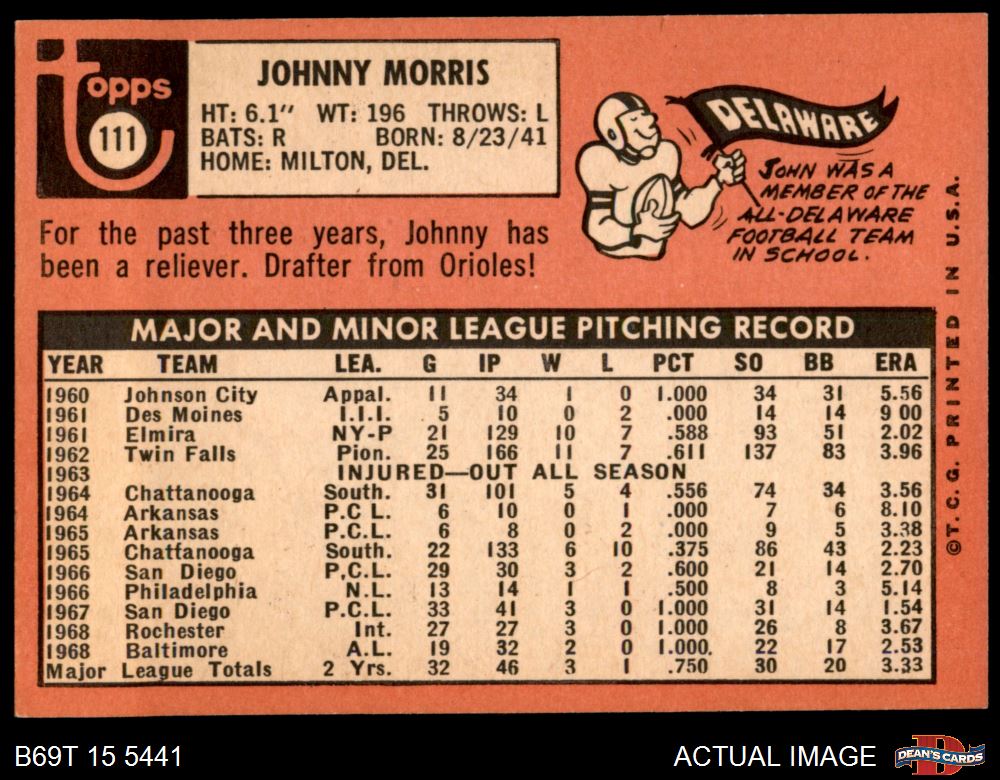 Topps
111
JOHNNY MORRIS
HT: 6.1" WT: 196 THROWS: L
BATS: R BORN: 8/23/41
HOME: MILTON, DEL.
For the past three years, Johnny has
been a reliever. Drafter from Orioles!
DELAWARE
JOHN WAS A
MEMBER OF THE
ALL-DELAWARE
FOOTBALL TEAM
IN SCHOOL.
©T.C.G. PRINTED IN U.S.A.
MAJOR AND MINOR LEAGUE PITCHING RECORD
YEAR TEAM LEA. G IP W L PCT SO BB ERA
1960 Johnson City Appal. 11 34 1 0 1.000 34 31 5.56
1961 Des Moines I.I.I. 5 10 0 2 .000 14 14 9 00
1961 Elmira NY-P 21 129 10 7 .588 93 51 2.02
1962 Twin Falls Pion. 25 166 11 7 .611 137 83 3.96
1963 INJURED—OUT ALL SEASON
1964 Chattanooga South. 31 101 5 4 .556 74 34 3.56
1964 Arkansas P.C.L. 6 10 0 1 .000 7 6 8.10
1965 Arkansas P.C.L. 6 8 0 2 .000 9 5 3.38
1965 Chattanooga South. 22 133 6 10 .375 86 43 2.23
1966 San Diego P.C.L. 29 30 3 2 .600 21 14 2.70
1966 Philadelphia N.L. 13 14 1 1 .500 8 3 5.14
1967 San Diego P.C.L. 33 41 3 0 1.000 31 14 1.54
1968 Rochester Int. 27 27 3 0 1.000 26 8 3.67
1968 Baltimore A.L. 19 32 2 0 1.000. 22 17 2.53
Major League Totals 2 Yrs. 32 46 3 1 .750 30 20 3.33
B69T 15 5441
ACTUAL IMAGE
DEAN'S CARDS